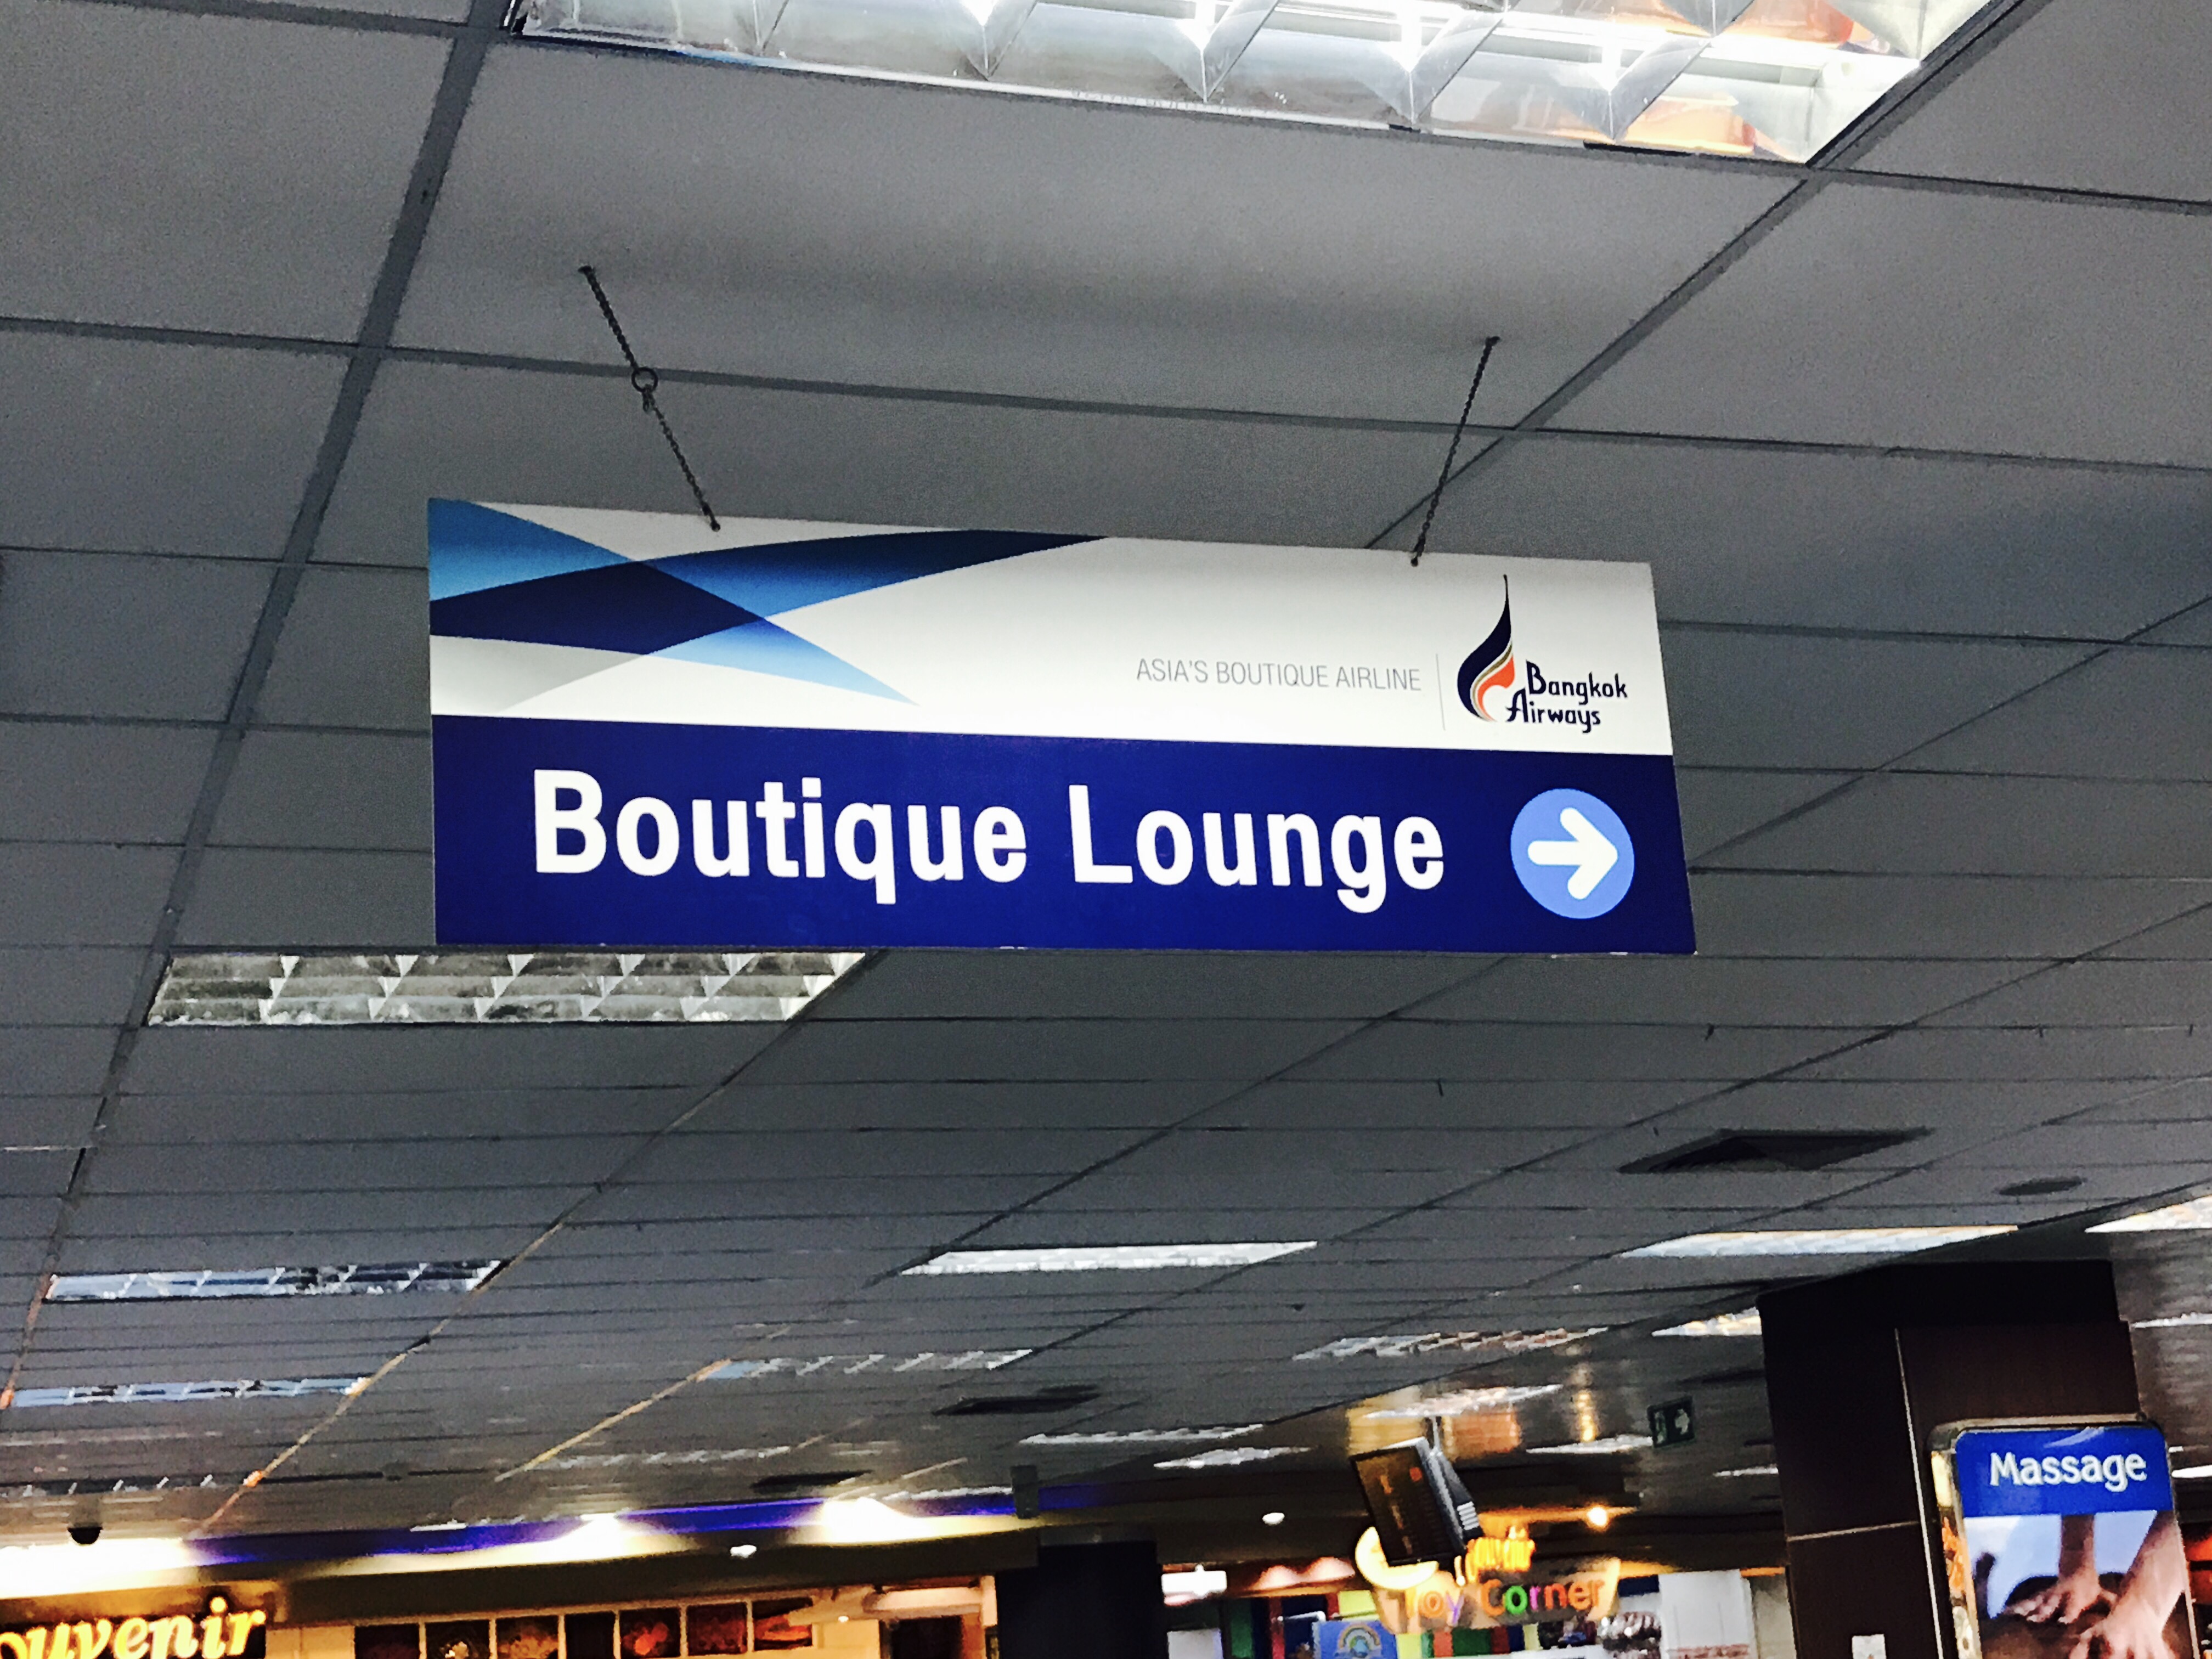 ASIA'S BOUTIQUE AIRLINE
Bangkok
Airways
Boutique Lounge
Massage
Toy Corner